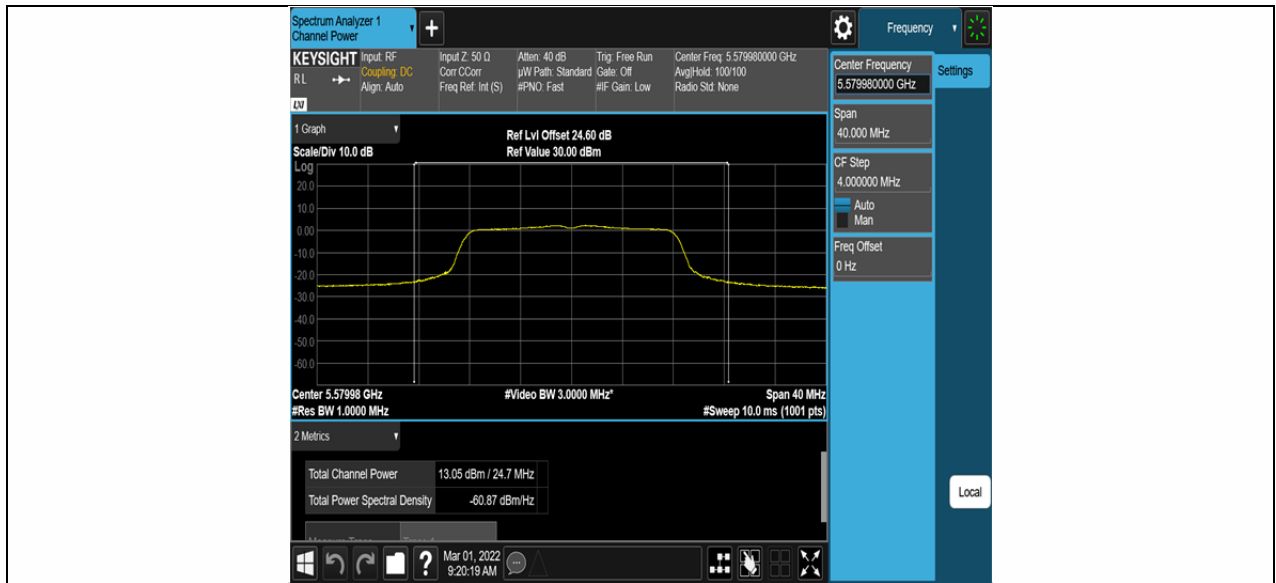 Spectrum Analyzer 1
Channel Power
+
Frequency
KEYSIGHT
RL
LXI
Input: RF
Coupling: DC
Align: Auto
Input Z: 50 Ω
Corr CCorr
Freq Ref: Int (S)
Atten: 40 dB
µW Path: Standard
#PNO: Fast
Trig: Free Run
Gate: Off
#IF Gain: Low
Center Freq: 5.579980000 GHz
Avg|Hold: 100/100
Radio Std: None
Center Frequency
5.579980000 GHz
Settings
Span
40.000 MHz
CF Step
4.000000 MHz
Auto
Man
Freq Offset
0 Hz
Local
1 Graph
Scale/Div 10.0 dB
Ref Lvl Offset 24.60 dB
Ref Value 30.00 dBm
Log
20.0
10.0
0.00
-10.0
-20.0
-30.0
-40.0
-50.0
-60.0
Center 5.57998 GHz
#Video BW 3.0000 MHz*
Span 40 MHz
#Res BW 1.0000 MHz
#Sweep 10.0 ms (1001 pts)
2 Metrics
Total Channel Power 13.05 dBm / 24.7 MHz
Total Power Spectral Density -60.87 dBm/Hz
?
Mar 01, 2022
9:20:19 AM